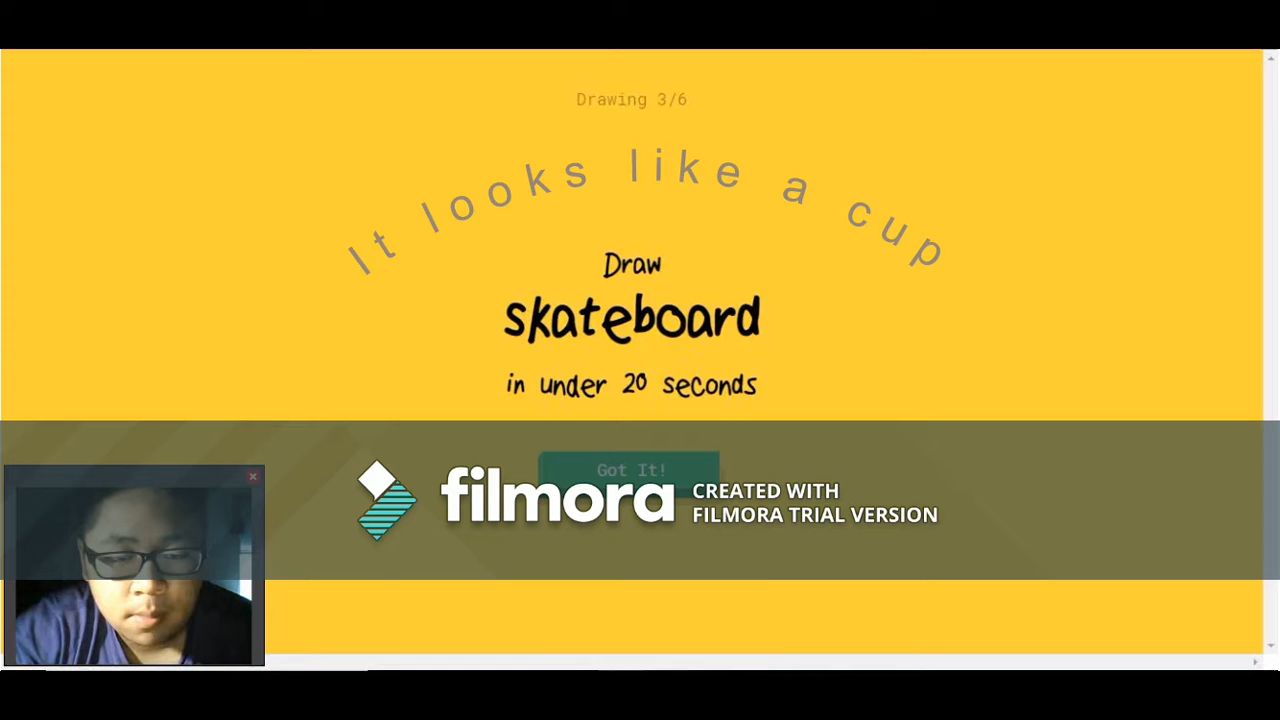 Drawing 3/6
It looks like a cup
Draw
skateboard
in under 20 seconds
Got It!
filmora
CREATED WITH
FILMORA TRIAL VERSION